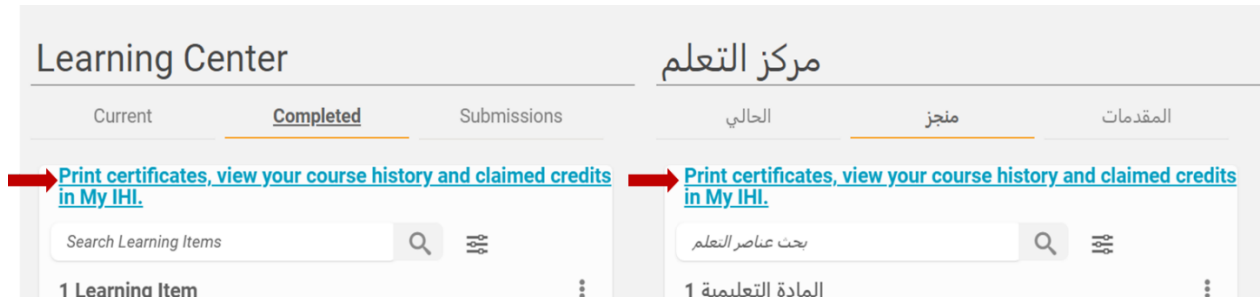 Learning Center
Current Completed Submissions
Print certificates, view your course history and claimed credits
in My IHI.
Search Learning Items
1 Learning Item
مركز التعلم
الحالي منجز المقدمات
Print certificates, view your course history and claimed credits
in My IHI.
بحث عناصر التعلم
المادة التعليمية 1